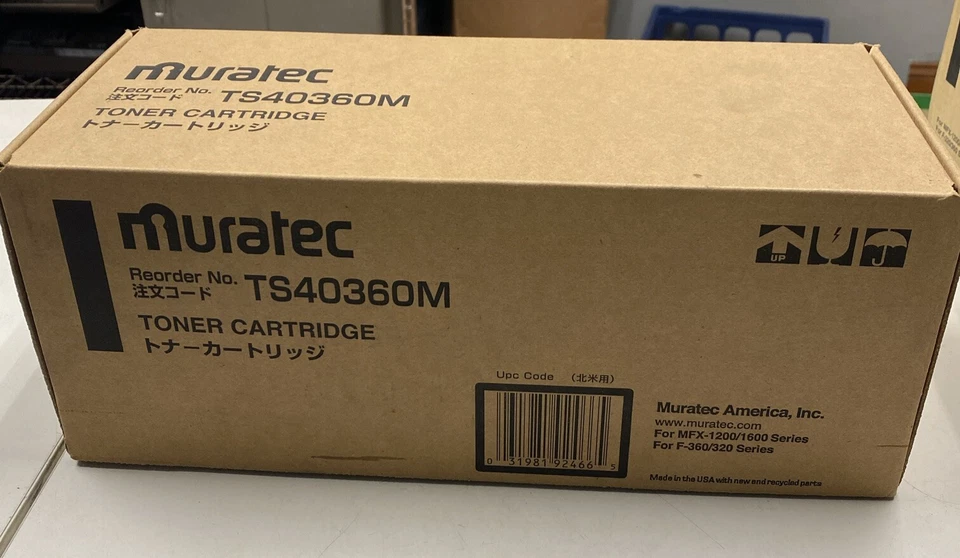 muratec
Reorder No. TS40360M
注文コード
TONER CARTRIDGE
トナーカートリッジ
muratec
Reorder No. TS40360M
注文コード
TONER CARTRIDGE
トナーカートリッジ
UP
Upc Code (北米用)
0 31981 92466 5
Muratec America, Inc.
www.muratec.com
For MFX-1200/1600 Series
For F-360/320 Series
Made in the USA with new and recycled parts